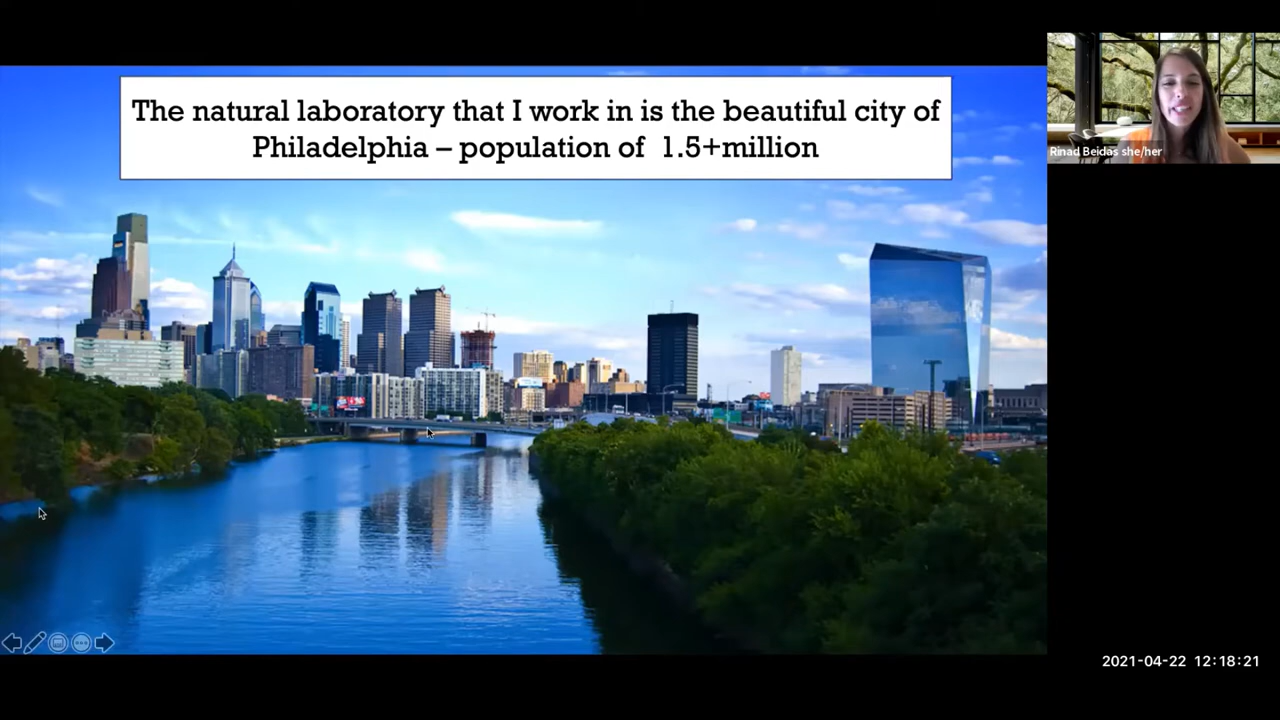 The natural laboratory that I work in is the beautiful city of
Philadelphia – population of  1.5+million
Rinad Beidas she/her
2021-04-22 12:18:21